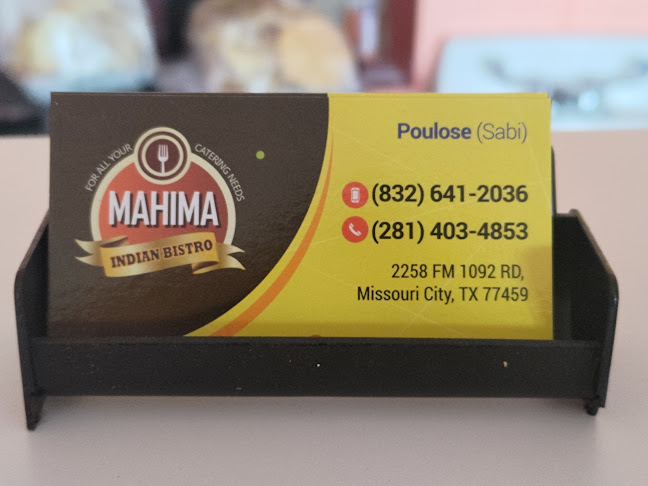 FOR ALL YOUR CATERING NEEDS
MAHIMA
INDIAN BISTRO
Poulose (Sabi)
(832) 641-2036
(281) 403-4853
2258 FM 1092 RD,
Missouri City, TX 77459